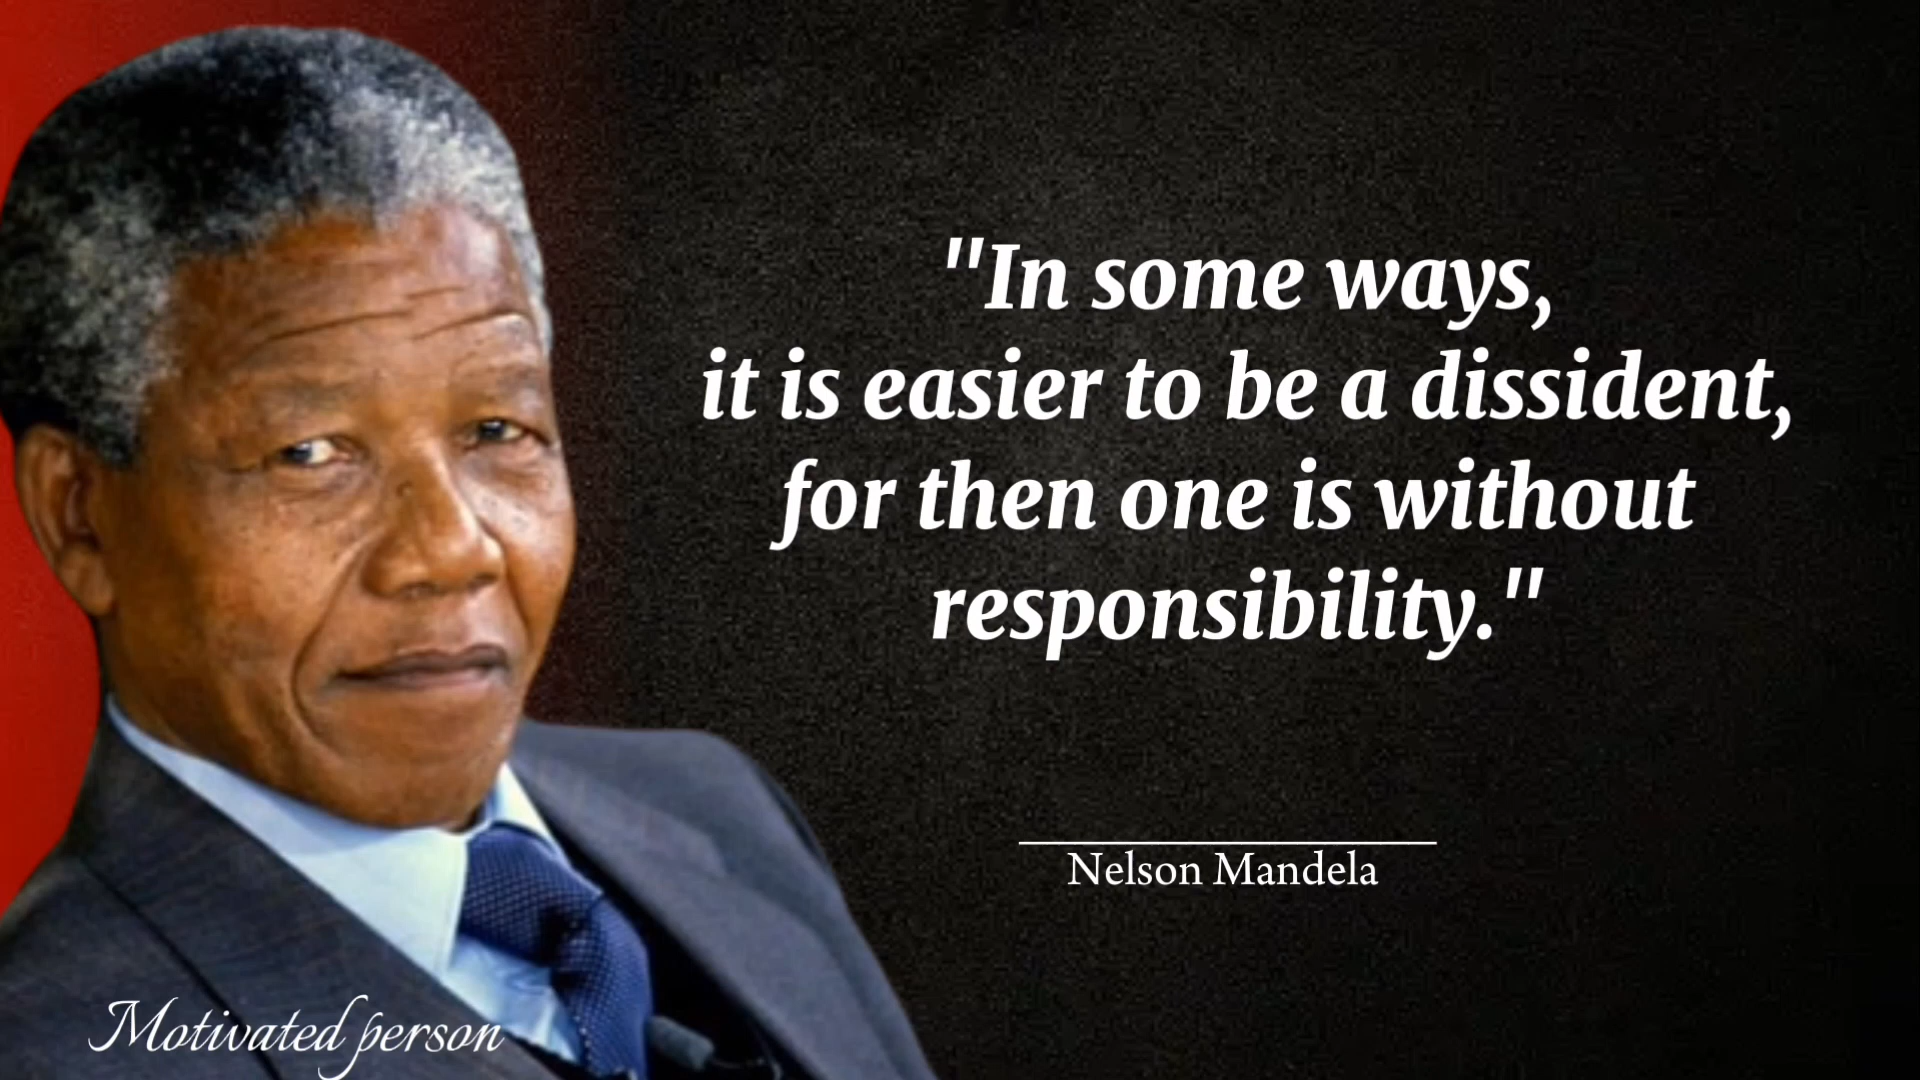 "In some ways,
it is easier to be a dissident,
for then one is without
responsibility."
Nelson Mandela
Motivated person